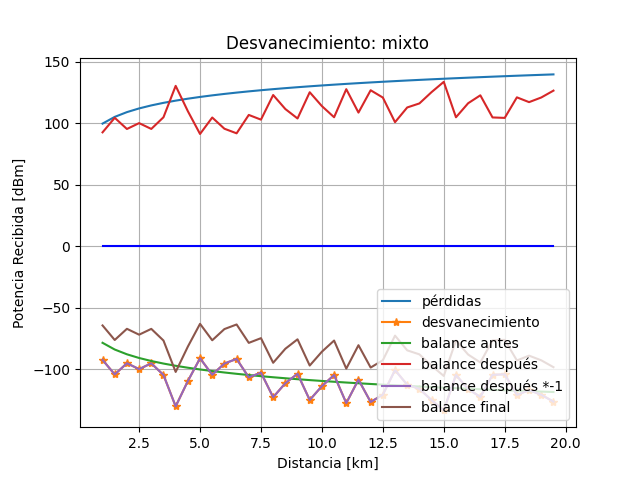 Desvanecimiento: mixto
150
100
50
0
−50
−100
Potencia Recibida [dBm]
pérdidas
desvanecimiento
balance antes
balance después
balance después *-1
balance final
2.5 5.0 7.5 10.0 12.5 15.0 17.5 20.0
Distancia [km]